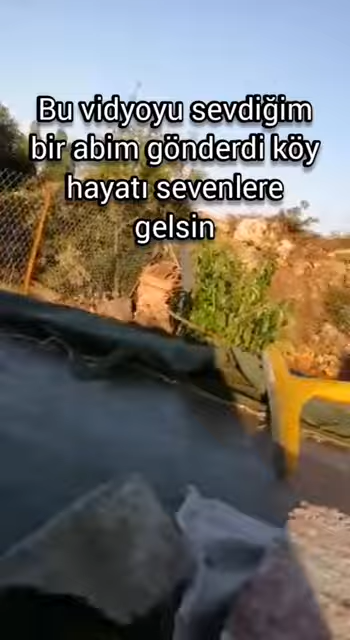 Bu vidyoyu sevdiğim
bir abim gönderdi köy
hayatı sevenlere
gelsin